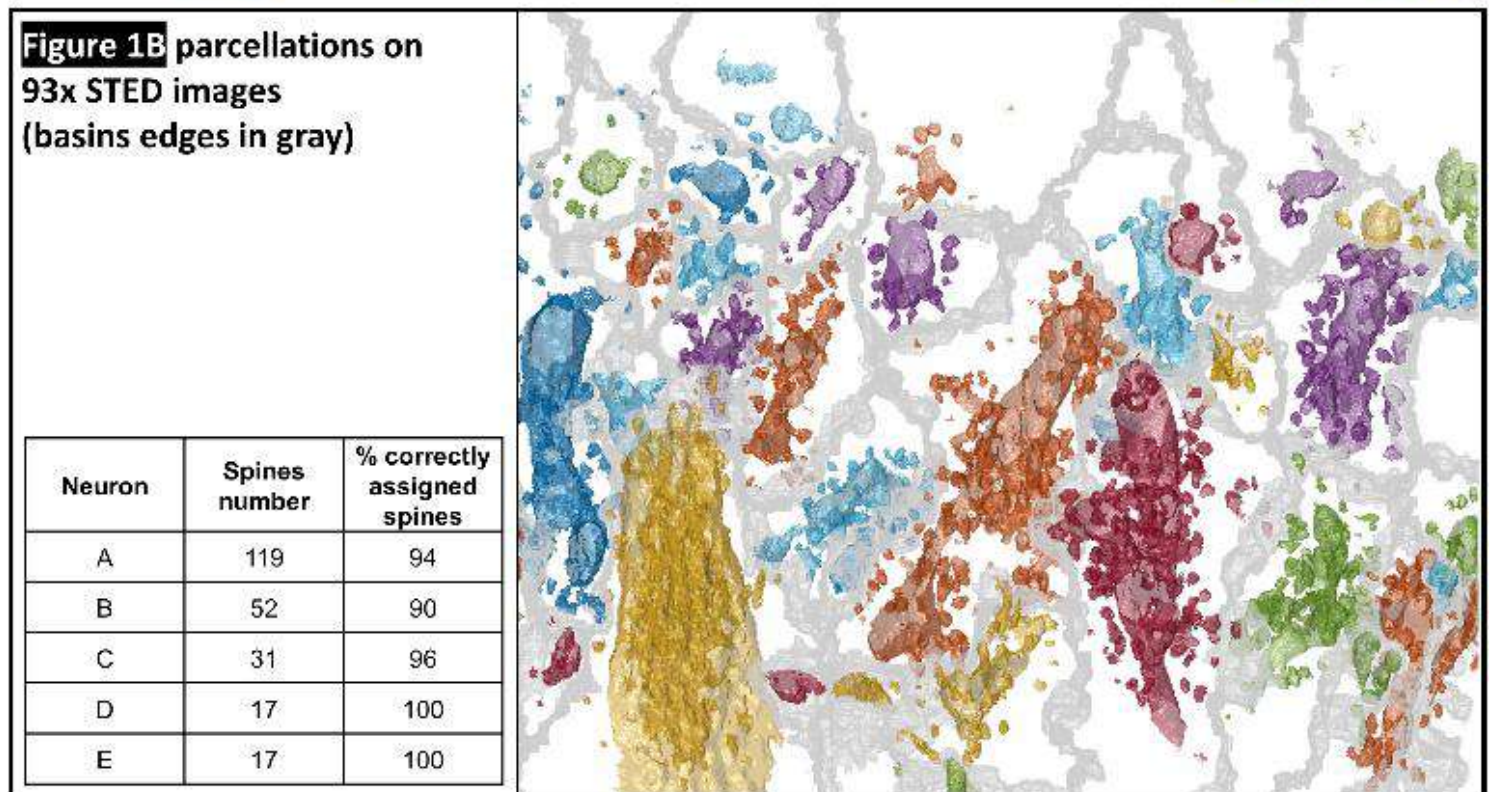 Figure 1B parcellations on
93x STED images
(basins edges in gray)
Neuron Spines number % correctly assigned spines
A 119 94
B 52 90
C 31 96
D 17 100
E 17 100